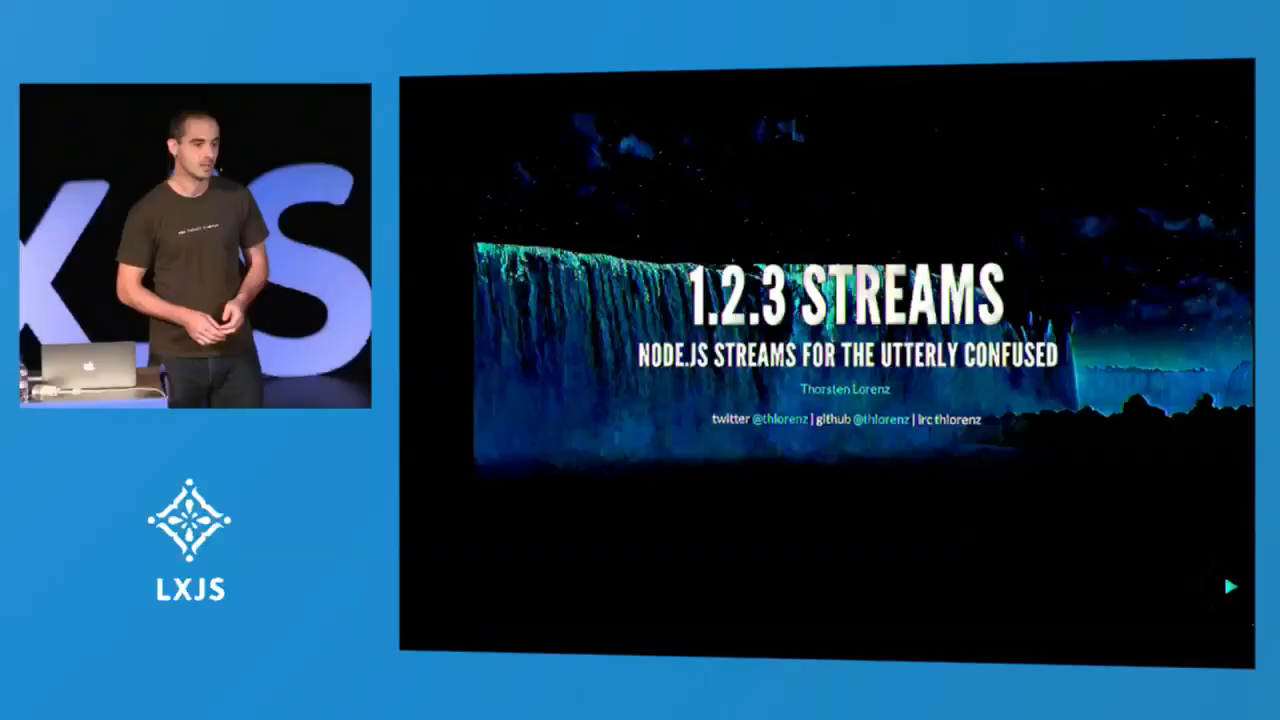 XJS
LXJS
1.2.3 STREAMS
NODE.JS STREAMS FOR THE UTTERLY CONFUSED
Thorsten Lorenz
twitter @thlorenz | github @thlorenz | irc thlorenz